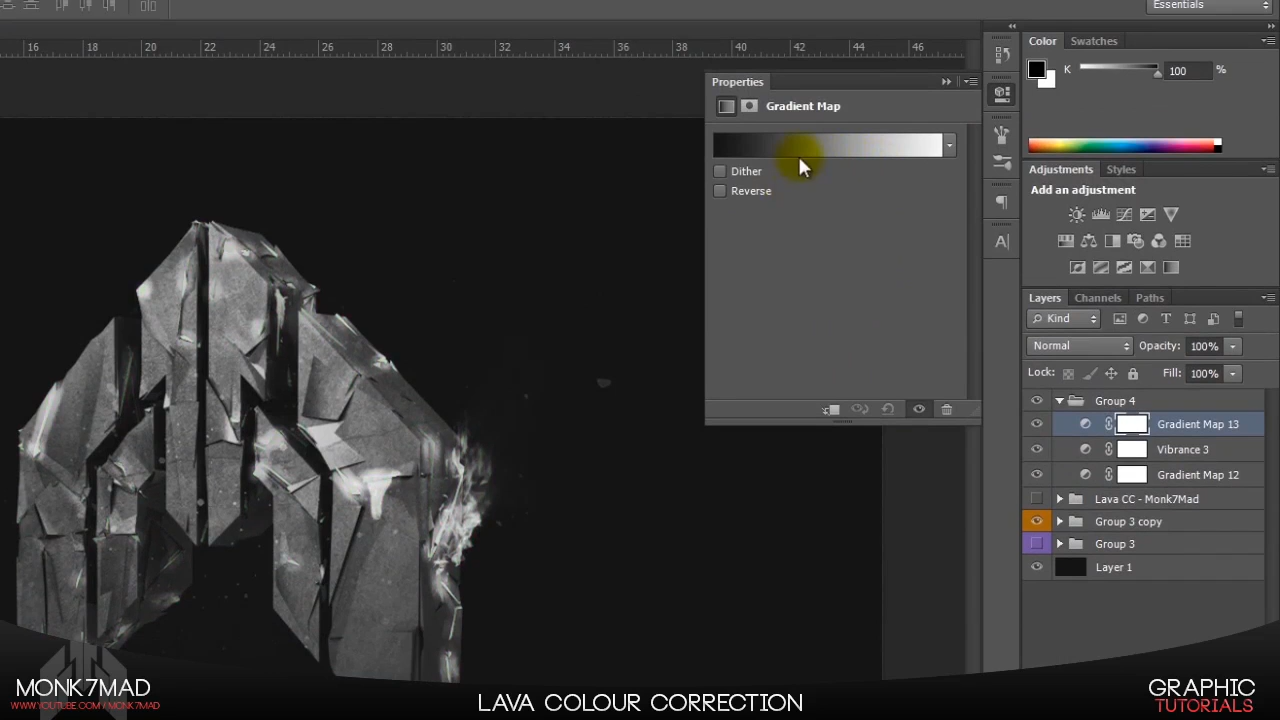 Essentials
16 18 20 22 24 26 28 30 32 34 36 38 40 42 44 46
Properties
Gradient Map
Dither
Reverse
Color Swatches
K 100 %
Adjustments Styles
Add an adjustment
Layers Channels Paths
Kind T
Normal Opacity: 100%
Lock: Fill: 100%
Group 4
Gradient Map 13
Vibrance 3
Gradient Map 12
Lava CC - Monk7Mad
Group 3 copy
Group 3
Layer 1
A
MONK7MAD
WWW.YOUTUBE.COM / MONK7MAD
LAVA COLOUR CORRECTION
GRAPHIC
TUTORIALS